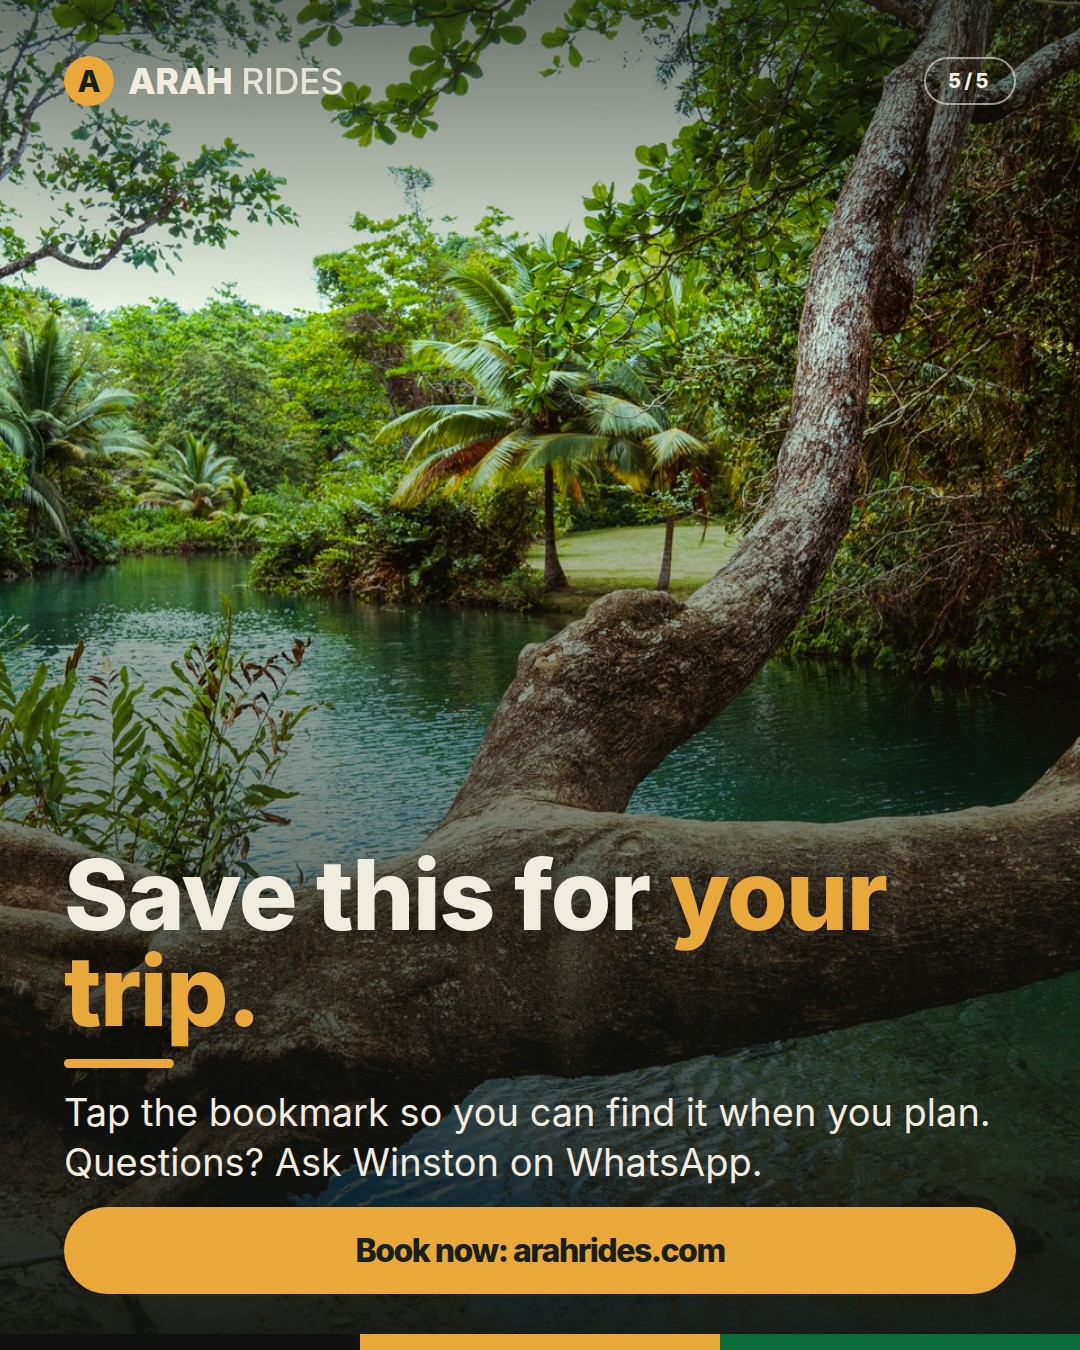 A ARAH RIDES
5/5
Save this for your
trip.
Tap the bookmark so you can find it when you plan.
Questions? Ask Winston on WhatsApp.
Book now: arahrides.com